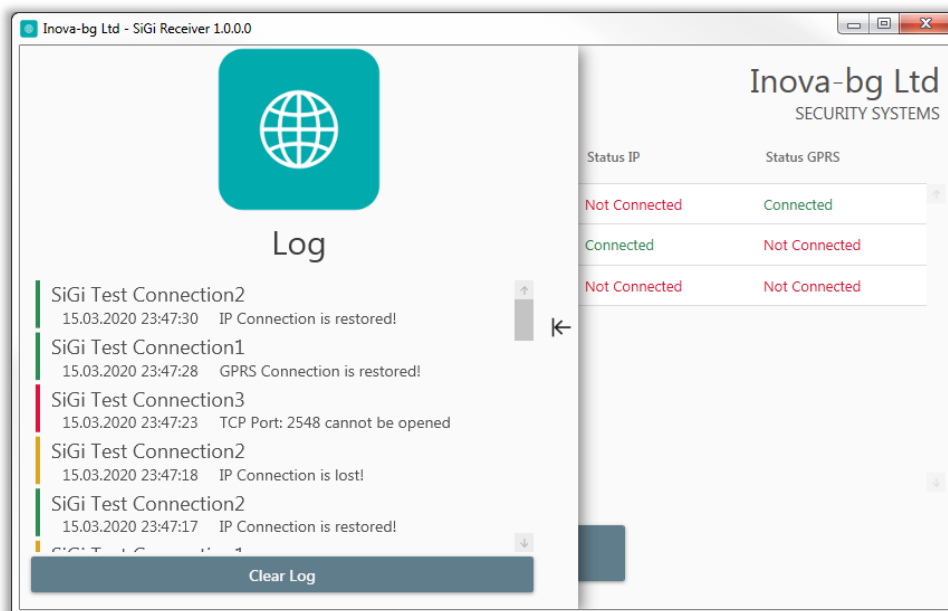 Inova-bg Ltd - SiGi Receiver 1.0.0.0
Inova-bg Ltd
SECURITY SYSTEMS
Status IP Status GPRS
Not Connected Connected
Connected Not Connected
Not Connected Not Connected
Log
SiGi Test Connection2
15.03.2020 23:47:30 IP Connection is restored!
SiGi Test Connection1
15.03.2020 23:47:28 GPRS Connection is restored!
SiGi Test Connection3
15.03.2020 23:47:23 TCP Port: 2548 cannot be opened
SiGi Test Connection2
15.03.2020 23:47:18 IP Connection is lost!
SiGi Test Connection2
15.03.2020 23:47:17 IP Connection is restored!
Clear Log